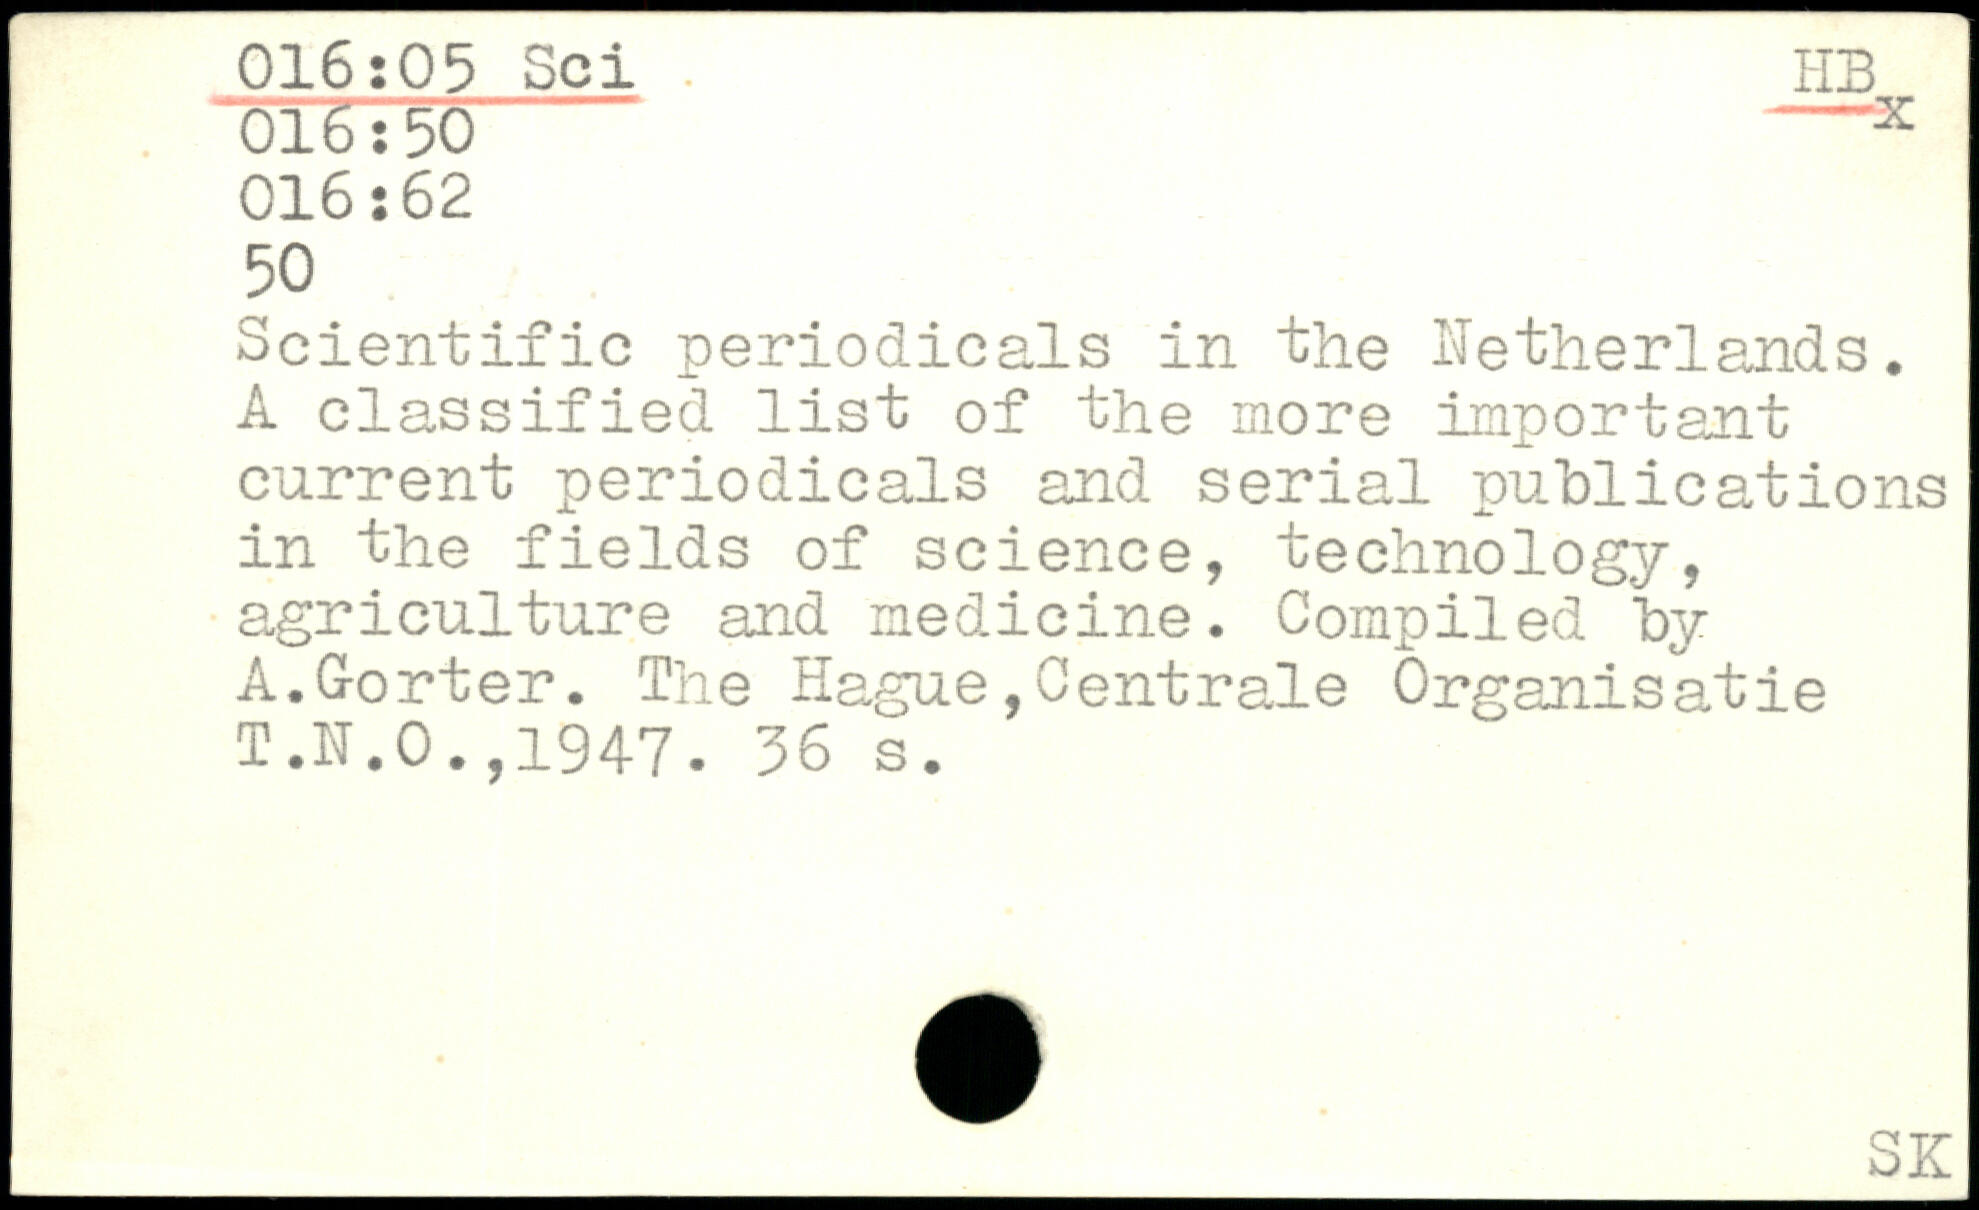 016:05 Sci HB
x
016:50
016:62
50
Scientific periodicals in the Netherlands.
A classified list of the more important
current periodicals and serial publications
in the fields of science, technology,
agriculture and medicine. Compiled by
A.Gorter. The Hague,Centrale Organisatie
T.N.O.,1947. 36 s.
SK